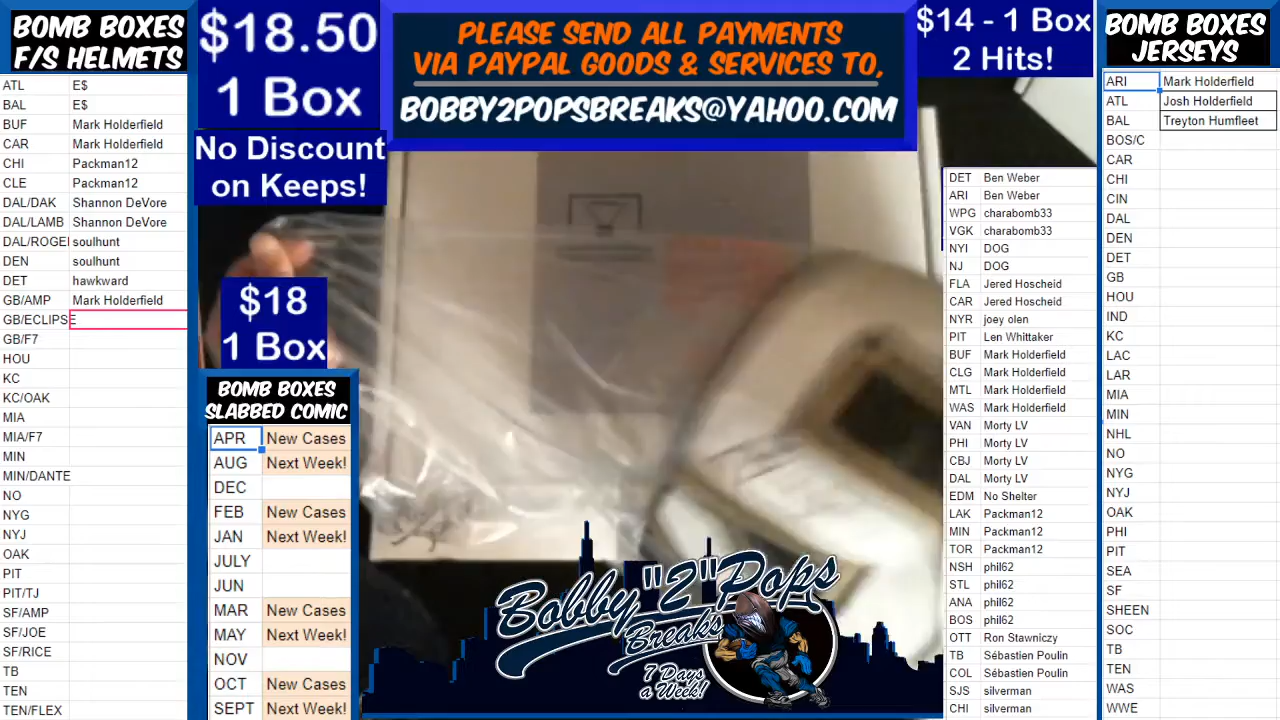 BOMB BOXES
F/S HELMETS
ATL E$
BAL E$
BUF Mark Holderfield
CAR Mark Holderfield
CHI Packman12
CLE Packman12
DAL/DAK Shannon DeVore
DAL/LAMB Shannon DeVore
DAL/ROGE soulhunt
DEN soulhunt
DET hawkward
GB/AMP Mark Holderfield
GB/ECLIPSE
GB/F7
HOU
KC
KC/OAK
MIA
MIA/F7
MIN
MIN/DANTE
NO
NYG
NYJ
OAK
PIT
PIT/TJ
SF/AMP
SF/JOE
SF/RICE
TB
TEN
TEN/FLEX
$18.50
1 Box
No Discount
on Keeps!
$18
1 Box
BOMB BOXES
SLABBED COMIC
APR New Cases
AUG Next Week!
DEC
FEB New Cases
JAN Next Week!
JULY
JUN
MAR New Cases
MAY Next Week!
NOV
OCT New Cases
SEPT Next Week!
PLEASE SEND ALL PAYMENTS
VIA PAYPAL GOODS & SERVICES TO,
BOBBY2POPSBREAKS@YAHOO.COM
Bobby "2" Pops
Breaks
7 Days
a Week!
$14 - 1 Box
2 Hits!
DET Ben Weber
ARI Ben Weber
WPG charabomb33
VGK charabomb33
NYI DOG
NJ DOG
FLA Jered Hoscheid
CAR Jered Hoscheid
NYR joey olen
PIT Len Whittaker
BUF Mark Holderfield
CLG Mark Holderfield
MTL Mark Holderfield
WAS Mark Holderfield
VAN Morty LV
PHI Morty LV
CBJ Morty LV
DAL Morty LV
EDM No Shelter
LAK Packman12
MIN Packman12
TOR Packman12
NSH phil62
STL phil62
ANA phil62
BOS phil62
OTT Ron Stawniczy
TB Sébastien Poulin
COL Sébastien Poulin
SJS silverman
CHI silverman
BOMB BOXES
JERSEYS
ARI Mark Holderfield
ATL Josh Holderfield
BAL Treyton Humfleet
BOS/C
CAR
CHI
CIN
DAL
DEN
DET
GB
HOU
IND
KC
LAC
LAR
MIA
MIN
NHL
NO
NYG
NYJ
OAK
PHI
PIT
SEA
SF
SHEEN
SOC
TB
TEN
WAS
WWE